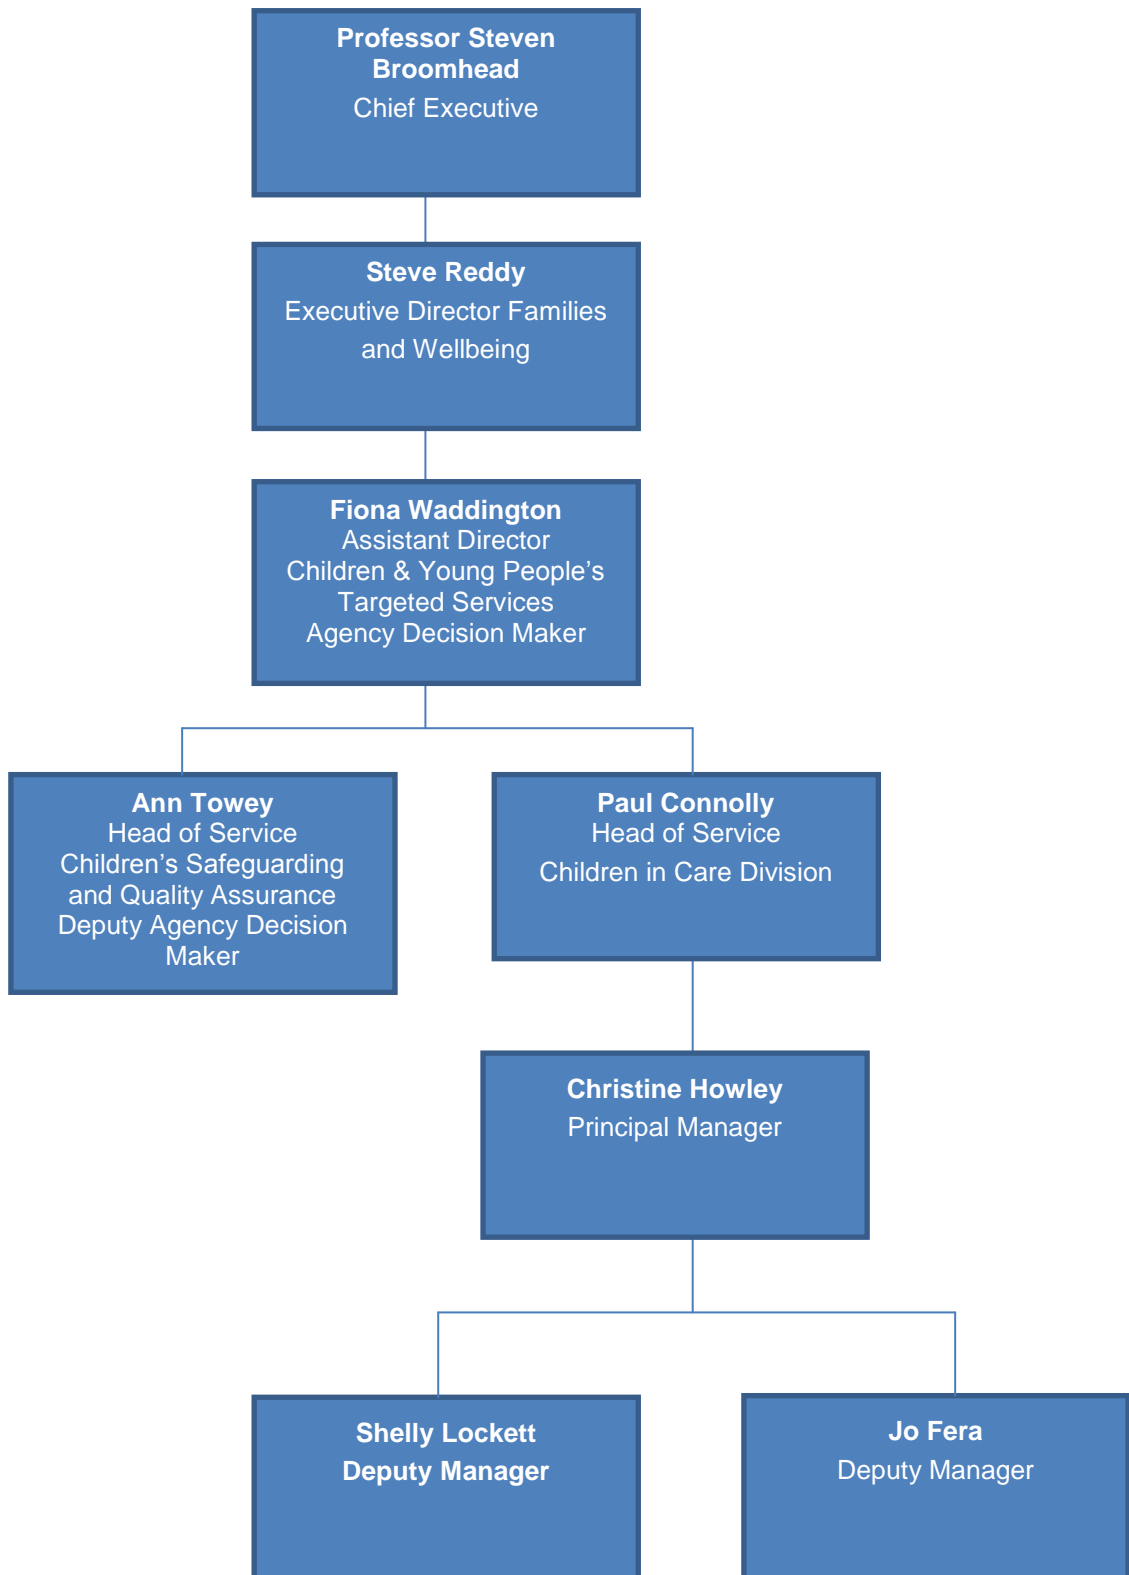 Professor Steven
Broomhead
Chief Executive
Steve Reddy
Executive Director Families
and Wellbeing
Fiona Waddington
Assistant Director
Children & Young People’s
Targeted Services
Agency Decision Maker
Ann Towey
Head of Service
Children’s Safeguarding
and Quality Assurance
Deputy Agency Decision
Maker
Paul Connolly
Head of Service
Children in Care Division
Christine Howley
Principal Manager
Shelly Lockett
Deputy Manager
Jo Fera
Deputy Manager